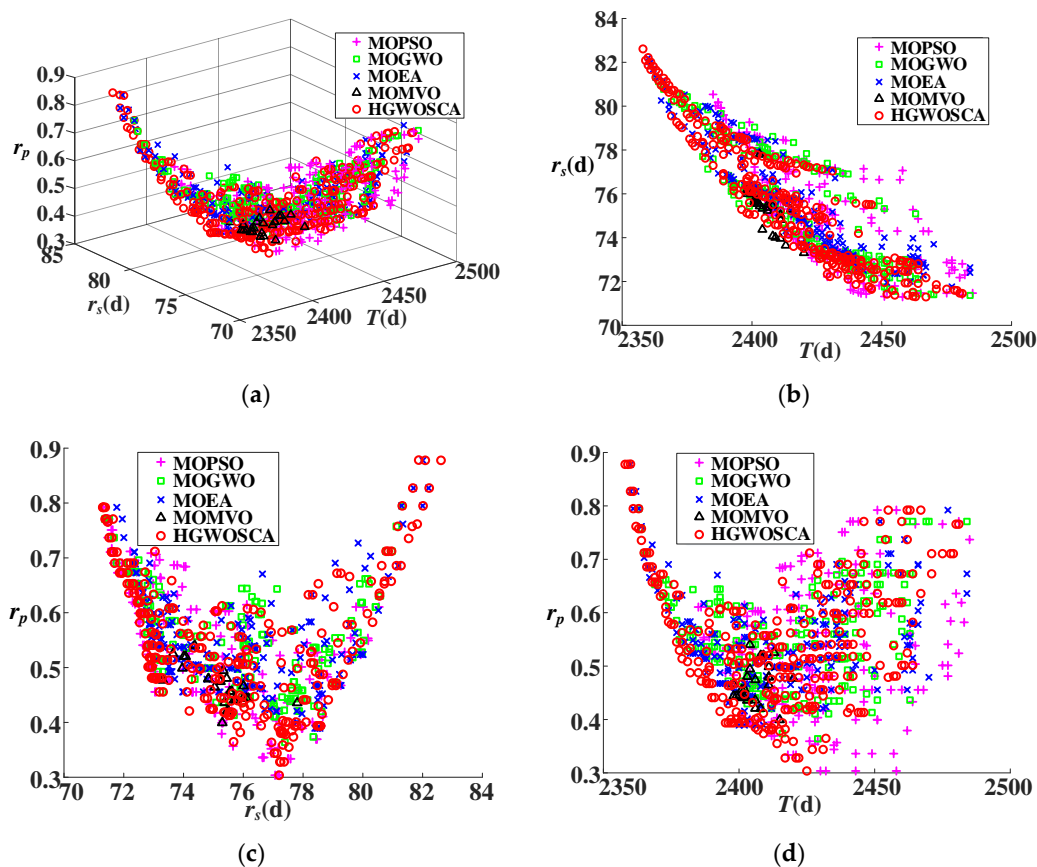 0.9
0.8
0.7
0.6
0.5
0.4
0.3
r_p
85
80
75
70
r_s(d)
2350
2400
2450
2500
T(d)
MOPSO
MOGWO
MOEA
MOMVO
HGWOSCA
(a)
84
82
80
78
76
74
72
70
r_s(d)
2350
2400
2450
2500
T(d)
MOPSO
MOGWO
MOEA
MOMVO
HGWOSCA
(b)
0.9
0.8
0.7
0.6
0.5
0.4
0.3
r_p
70
72
74
76
78
80
82
84
r_s(d)
MOPSO
MOGWO
MOEA
MOMVO
HGWOSCA
(c)
0.9
0.8
0.7
0.6
0.5
0.4
0.3
r_p
2350
2400
2450
2500
T(d)
MOPSO
MOGWO
MOEA
MOMVO
HGWOSCA
(d)